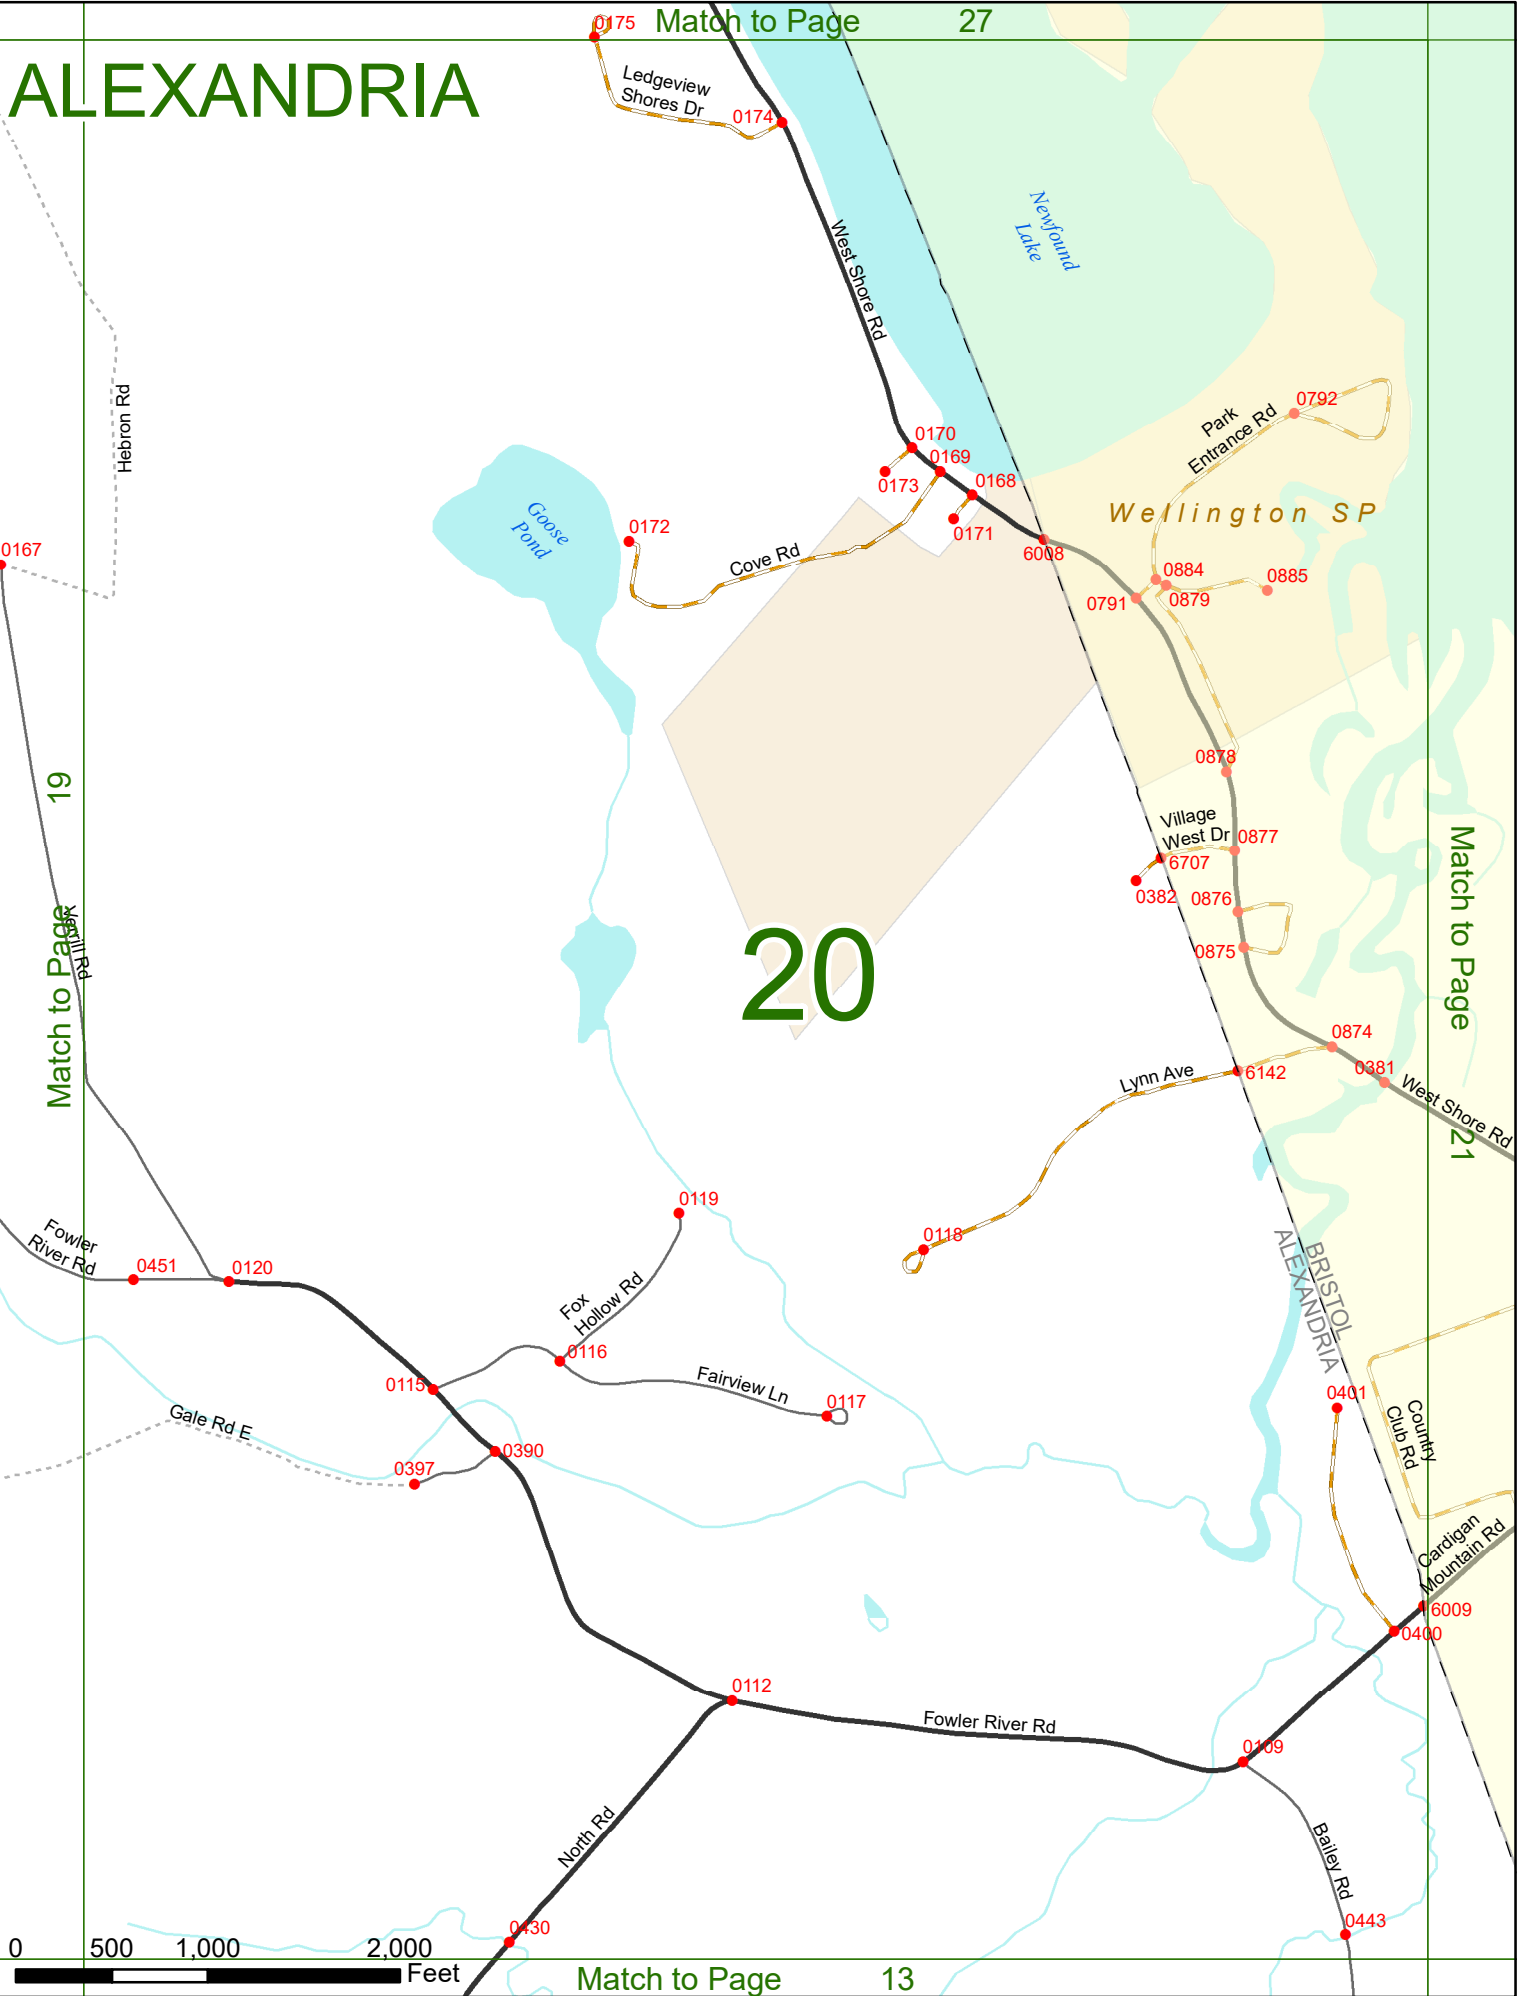 0175
Match to Page 27
ALEXANDRIA
Ledgeview
Shores Dr
0174
West Shore Rd
Newfound
Lake
Hebron Rd
0792
Park
Entrance Rd
0170
0169
0173
0168
0171
Wellington SP
Goose
Pond
0172
Cove Rd
6008
0167
0884
0885
0791
0879
0878
Match to Page 19
Village
West Dr
0877
6707
0382
0876
0875
Match to Page 21
Verrill Rd
20
0874
0381
West Shore Rd
Lynn Ave
6142
0119
0118
Fowler
River Rd
0451
0120
BRISTOL
ALEXANDRIA
Fox
Hollow Rd
0116
0115
Fairview Ln
0117
0401
Country
Club Rd
Gale Rd E
0390
0397
Cardigan
Mountain Rd
6009
0400
0112
Fowler River Rd
0109
North Rd
Bailey Rd
0430
0443
0 500 1,000 2,000
Feet
Match to Page 13